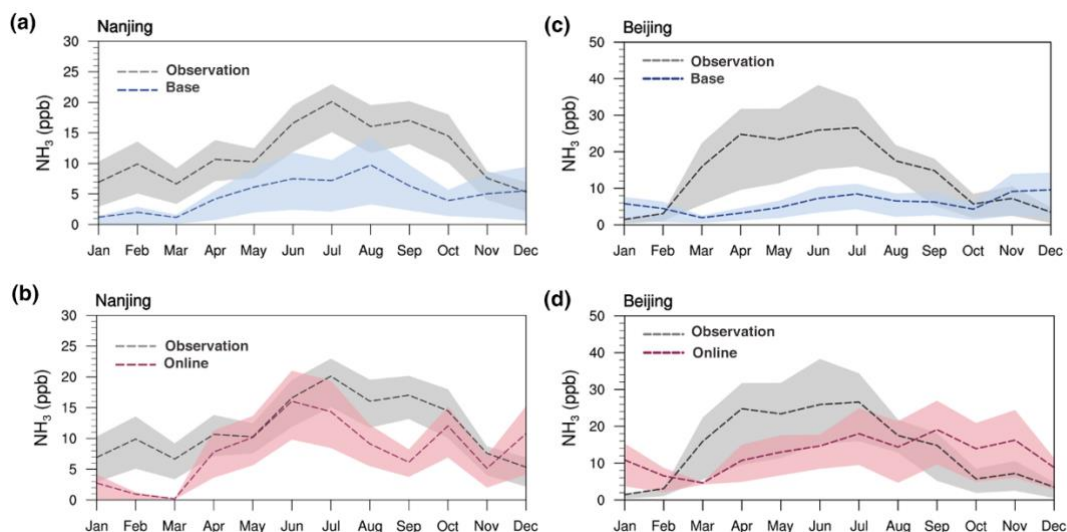 (a)
Nanjing
30
25
20
15
10
5
0
NH₃ (ppb)
Observation
Base
Jan Feb Mar Apr May Jun Jul Aug Sep Oct Nov Dec
(c)
Beijing
50
40
30
20
10
0
NH₃ (ppb)
Observation
Base
Jan Feb Mar Apr May Jun Jul Aug Sep Oct Nov Dec
(b)
Nanjing
30
25
20
15
10
5
0
NH₃ (ppb)
Observation
Online
Jan Feb Mar Apr May Jun Jul Aug Sep Oct Nov Dec
(d)
Beijing
50
40
30
20
10
0
NH₃ (ppb)
Observation
Online
Jan Feb Mar Apr May Jun Jul Aug Sep Oct Nov Dec